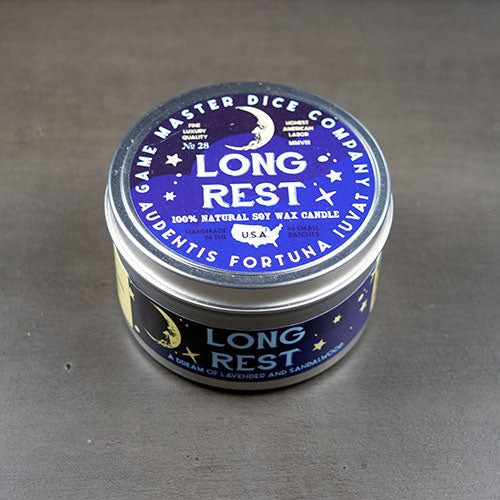 GAME MASTER DICE COMPANY
FINE
LUXURY
QUALITY
№ 28
HONEST
AMERICAN
LABOR
MMVIII
LONG
REST
100% NATURAL SOY WAX CANDLE
HANDMADE
IN THE
U.S.A.
IN SMALL
BATCHES
AUDENTIS FORTUNA IUVAT
LONG
REST
A DREAM OF LAVENDER AND SANDALWOOD